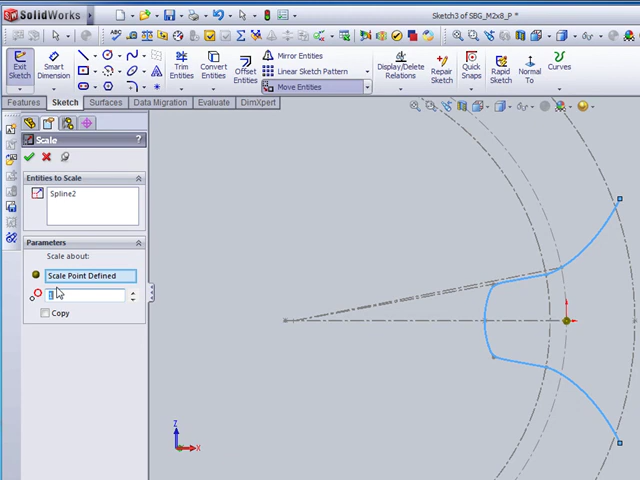 SolidWorks
Sketch3 of SBG_M2x8_P *
Exit Sketch
Smart Dimension
Trim Entities
Convert Entities
Offset Entities
Mirror Entities
Linear Sketch Pattern
Move Entities
Display/Delete Relations
Repair Sketch
Quick Snaps
Rapid Sketch
Normal To
Curves
Features
Sketch
Surfaces
Data Migration
Evaluate
DimXpert
Scale
?
Entities to Scale
Spline2
Parameters
Scale about:
Scale Point Defined
1
Copy
Z
X